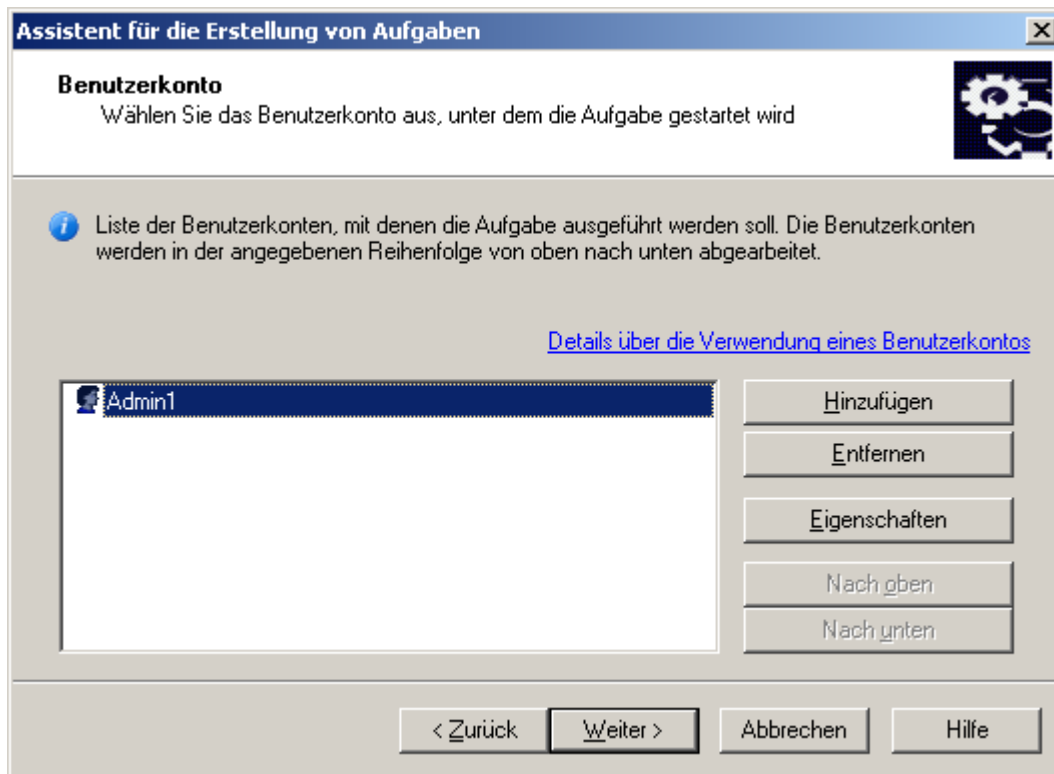 Assistent für die Erstellung von Aufgaben
Benutzerkonto
Wählen Sie das Benutzerkonto aus, unter dem die Aufgabe gestartet wird
Liste der Benutzerkonten, mit denen die Aufgabe ausgeführt werden soll. Die Benutzerkonten
werden in der angegebenen Reihenfolge von oben nach unten abgearbeitet.
Details über die Verwendung eines Benutzerkontos
Admin1
Hinzufügen
Entfernen
Eigenschaften
Nach oben
Nach unten
< Zurück
Weiter >
Abbrechen
Hilfe